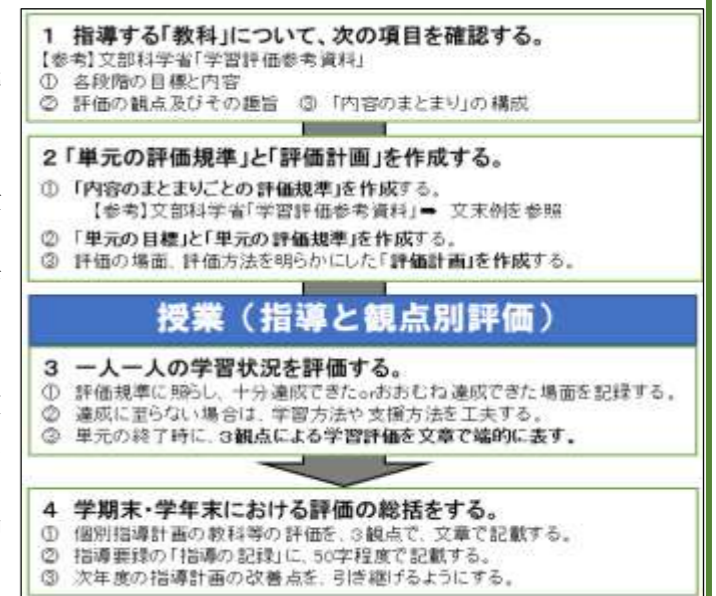 1 指導する「教科」について、次の項目を確認する。
【参考】文部科学省「学習評価参考資料」
① 各段階の目標と内容
② 評価の観点及びその趣旨 ③ 「内容のまとまり」の構成
2 「単元の評価規準」と「評価計画」を作成する。
① 「内容のまとまりごとの評価規準」を作成する。
【参考】文部科学省「学習評価参考資料」➡ 文末例を参照
② 「単元の目標」と「単元の評価規準」を作成する。
③ 評価の場面、評価方法を明らかにした「評価計画」を作成する。
授業（指導と観点別評価）
3 一人一人の学習状況を評価する。
① 評価規準に照らし、十分達成できたorおおむね達成できた場面を記録する。
② 達成に至らない場合は、学習方法や支援方法を工夫する。
③ 単元の終了時に、3観点による学習評価を文章で端的に表す。
4 学期末・学年末における評価の総括をする。
① 個別指導計画の教科等の評価を、3観点で、文章で記載する。
② 指導要録の「指導の記録」に、50字程度で記載する。
③ 次年度の指導計画の改善点を、引き継げるようにする。